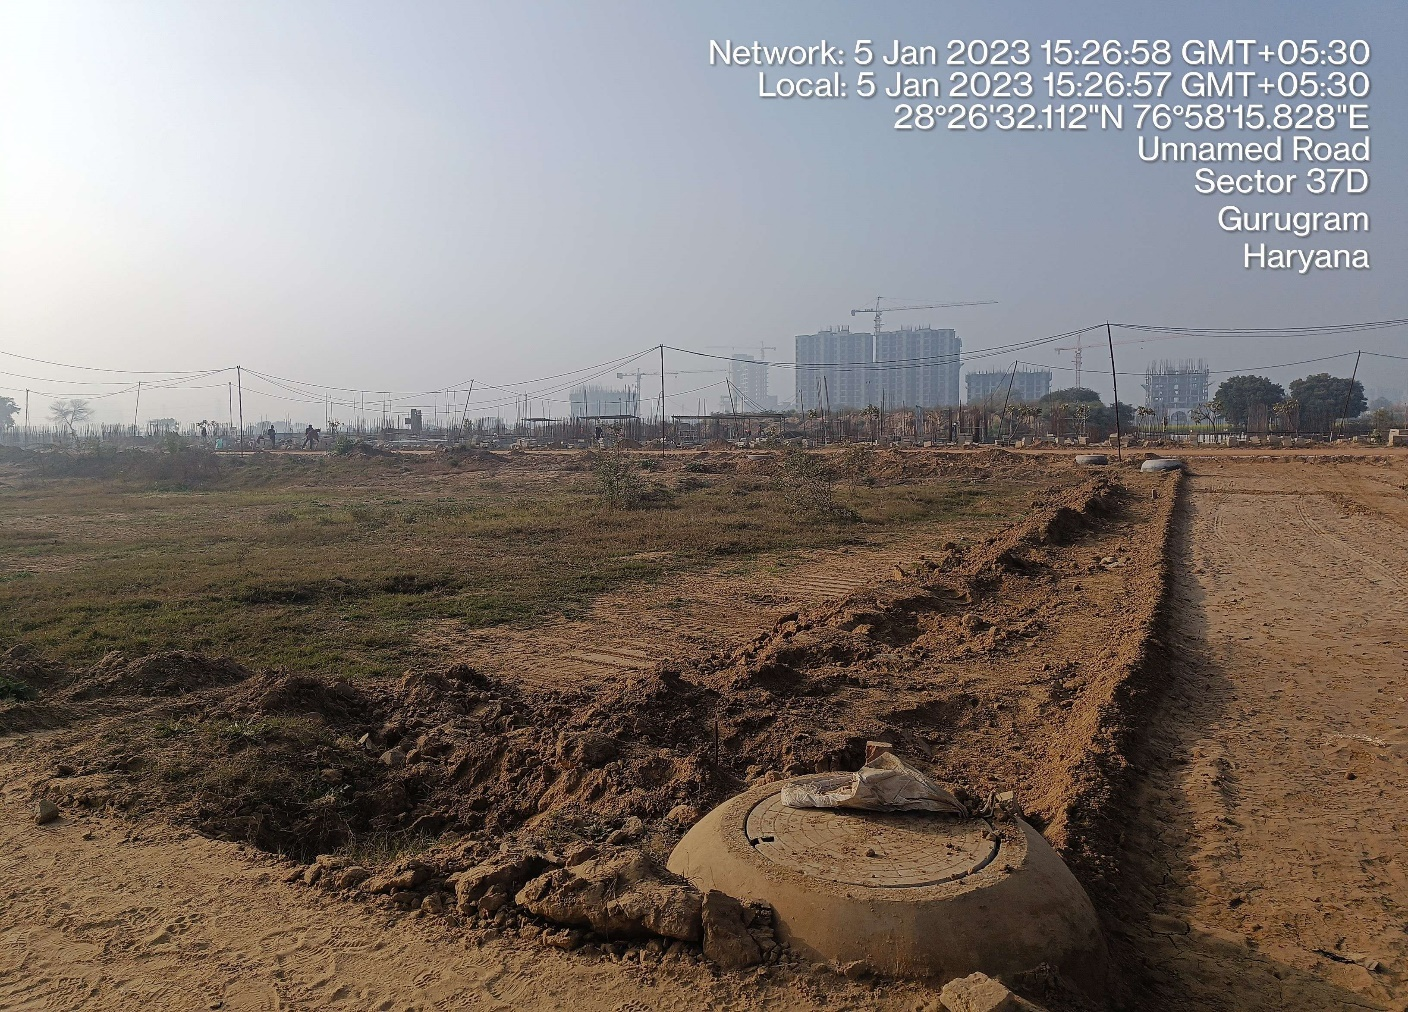 Network: 5 Jan 2023 15:26:58 GMT+05:30
Local: 5 Jan 2023 15:26:57 GMT+05:30
28°26'32.112"N 76°58'15.828"E
Unnamed Road
Sector 37D
Gurugram
Haryana